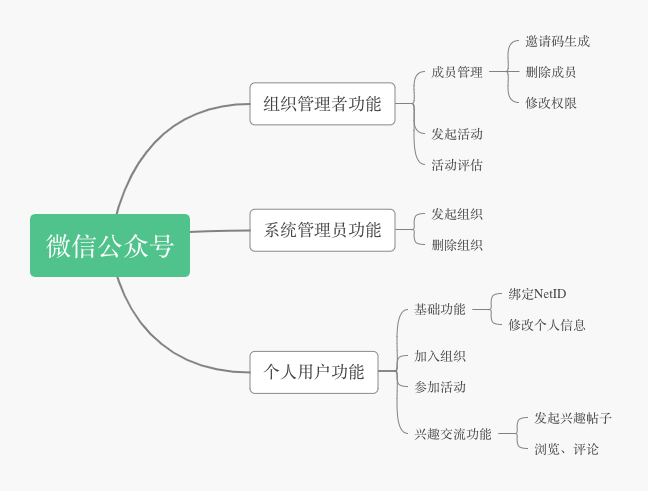 微信公众号
组织管理者功能
成员管理
邀请码生成
删除成员
修改权限
发起活动
活动评估
系统管理员功能
发起组织
删除组织
个人用户功能
基础功能
绑定NetID
修改个人信息
加入组织
参加活动
兴趣交流功能
发起兴趣帖子
浏览、评论